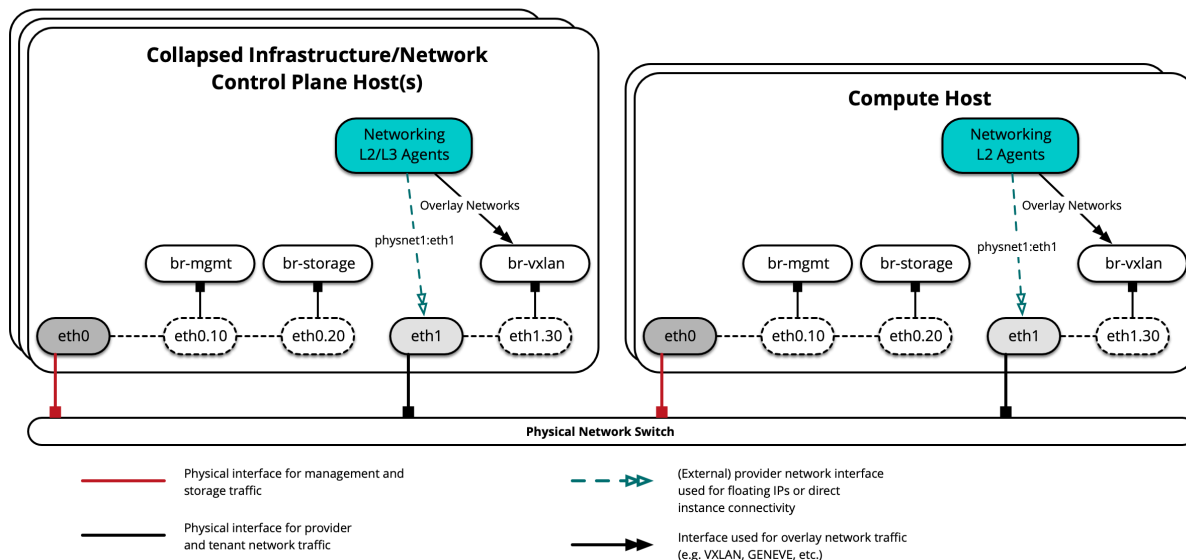 Collapsed Infrastructure/Network
Control Plane Host(s)
Networking
L2/L3 Agents
Overlay Networks
physnet1:eth1
br-mgmt
br-storage
br-vxlan
eth0
eth0.10
eth0.20
eth1
eth1.30
Compute Host
Networking
L2 Agents
Overlay Networks
physnet1:eth1
br-mgmt
br-storage
br-vxlan
eth0
eth0.10
eth0.20
eth1
eth1.30
Physical Network Switch
Physical interface for management and
storage traffic
Physical interface for provider
and tenant network traffic
(External) provider network interface
used for floating IPs or direct
instance connectivity
Interface used for overlay network traffic
(e.g. VXLAN, GENEVE, etc.)